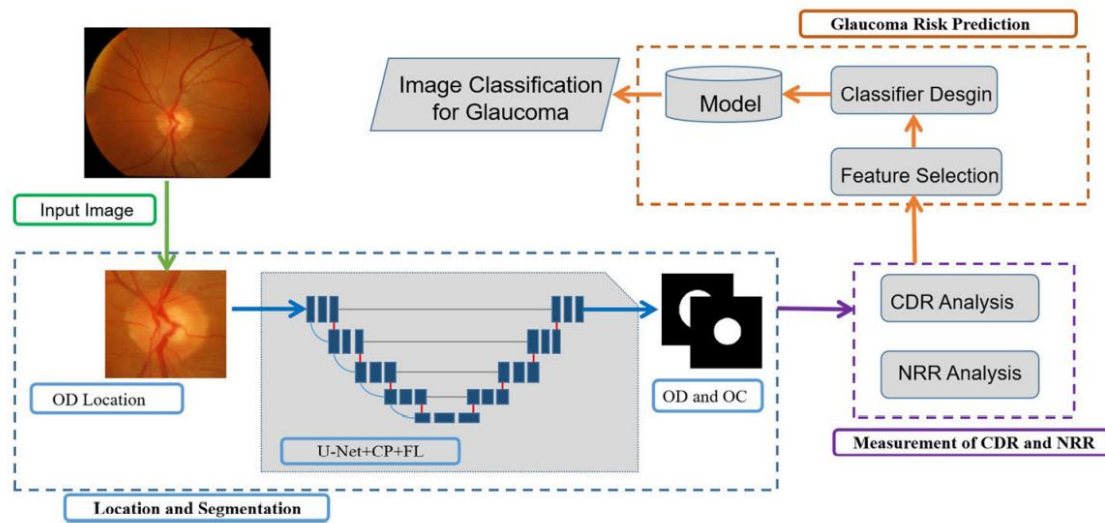 Glaucoma Risk Prediction
Image Classification
for Glaucoma
Model
Classifier Desgin
Feature Selection
Input Image
OD Location
U-Net+CP+FL
OD and OC
CDR Analysis
NRR Analysis
Measurement of CDR and NRR
Location and Segmentation